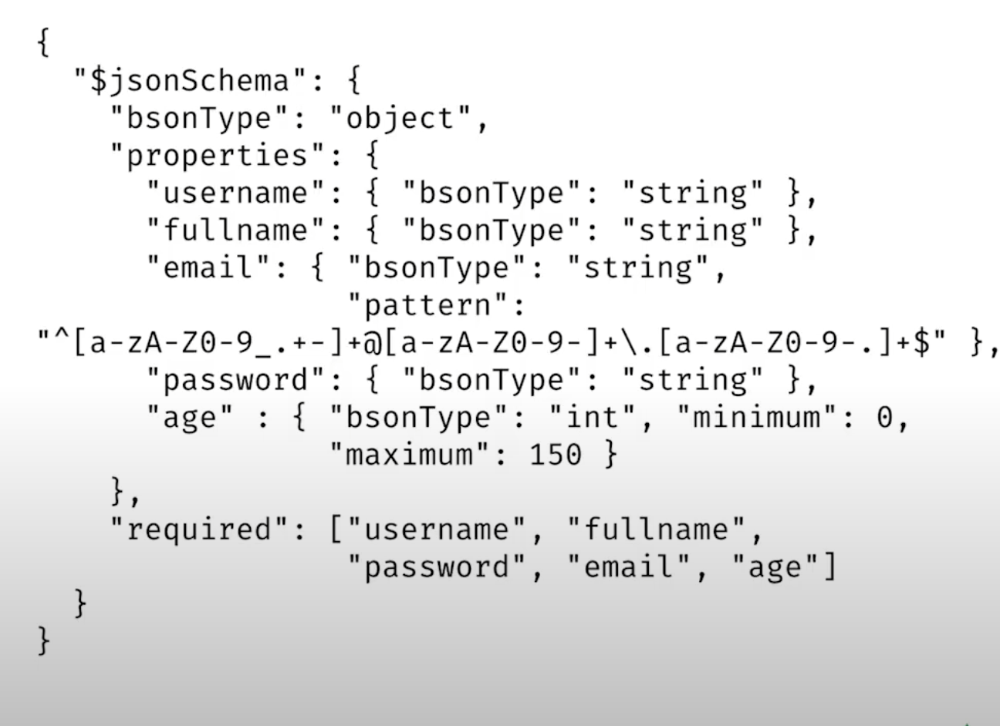 {
  "$jsonSchema": {
    "bsonType": "object",
    "properties": {
      "username": { "bsonType": "string" },
      "fullname": { "bsonType": "string" },
      "email": { "bsonType": "string",
                 "pattern":
"^[a-zA-Z0-9_.+-]+@[a-zA-Z0-9-]+\.[a-zA-Z0-9-.]+$" },
      "password": { "bsonType": "string" },
      "age" : { "bsonType": "int", "minimum": 0,
                "maximum": 150 }
    },
    "required": ["username", "fullname",
                 "password", "email", "age"]
  }
}